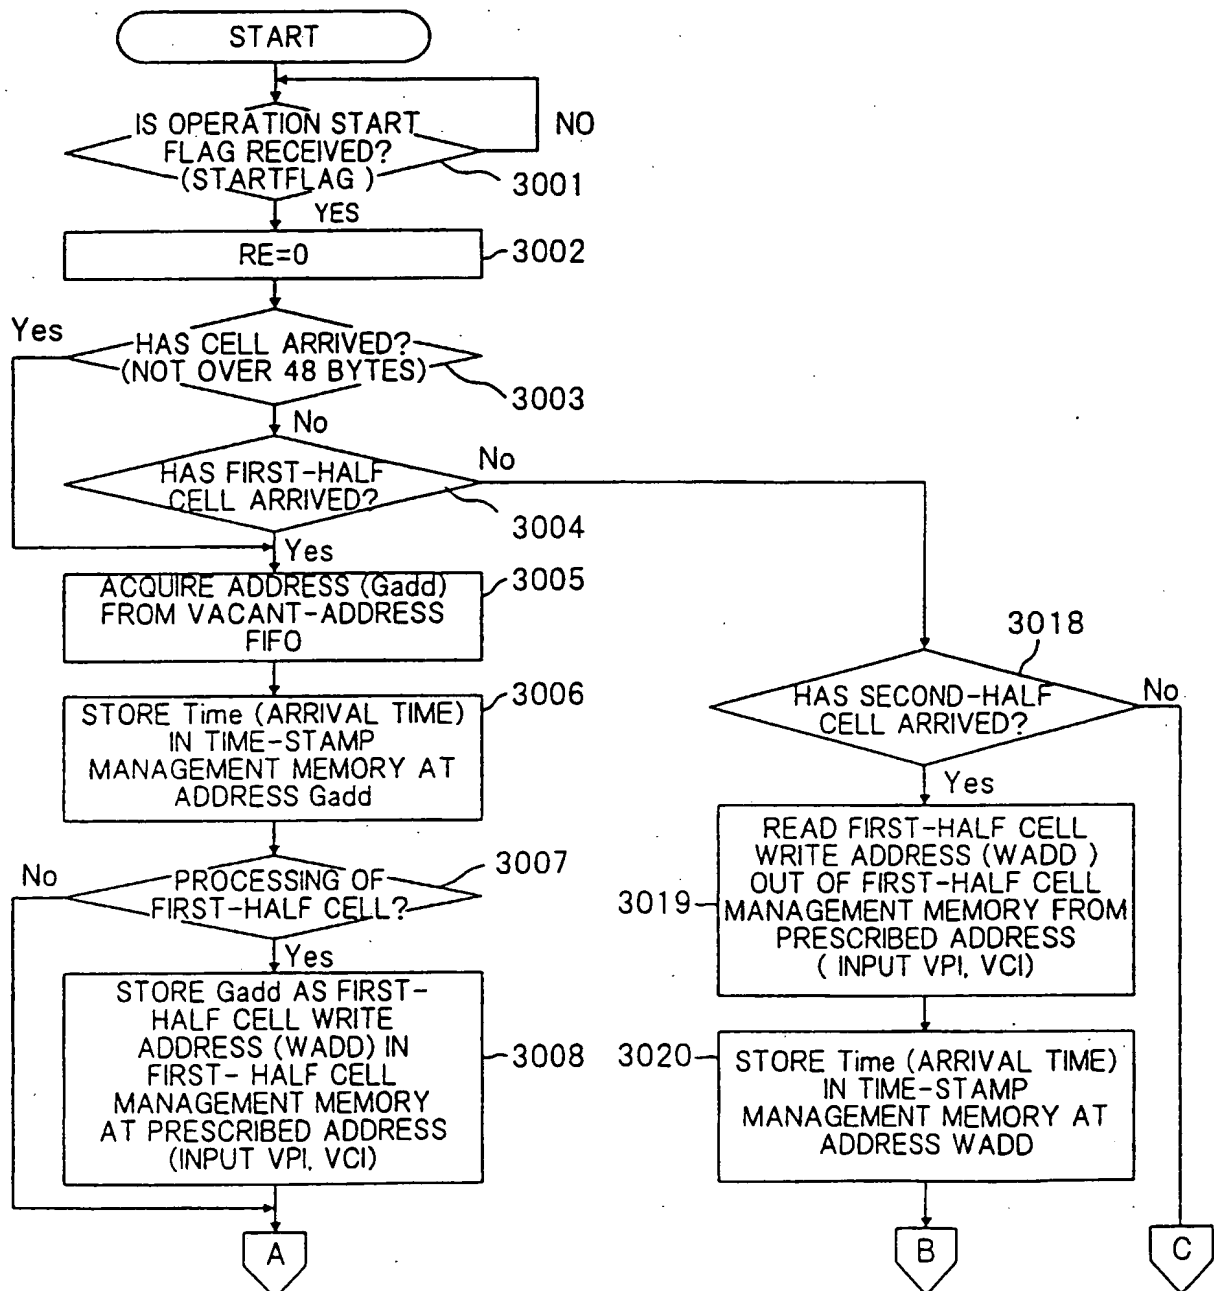 START
IS OPERATION START
FLAG RECEIVED?
(STARTFLAG )
NO
3001
YES
RE=0
3002
Yes
HAS CELL ARRIVED?
(NOT OVER 48 BYTES)
3003
No
HAS FIRST-HALF
CELL ARRIVED?
No
3004
Yes
ACQUIRE ADDRESS (Gadd)
FROM VACANT-ADDRESS
FIFO
3005
STORE Time (ARRIVAL TIME)
IN TIME-STAMP
MANAGEMENT MEMORY AT
ADDRESS Gadd
3006
No
PROCESSING OF
FIRST-HALF CELL?
3007
Yes
STORE Gadd AS FIRST-
HALF CELL WRITE
ADDRESS (WADD) IN
FIRST- HALF CELL
MANAGEMENT MEMORY
AT PRESCRIBED ADDRESS
(INPUT VPI, VCI)
3008
A
3018
HAS SECOND-HALF
CELL ARRIVED?
No
Yes
READ FIRST-HALF CELL
WRITE ADDRESS (WADD )
OUT OF FIRST-HALF CELL
MANAGEMENT MEMORY FROM
PRESCRIBED ADDRESS
( INPUT VPI, VCI)
3019
3020
STORE Time (ARRIVAL TIME)
IN TIME-STAMP
MANAGEMENT MEMORY AT
ADDRESS WADD
B
C